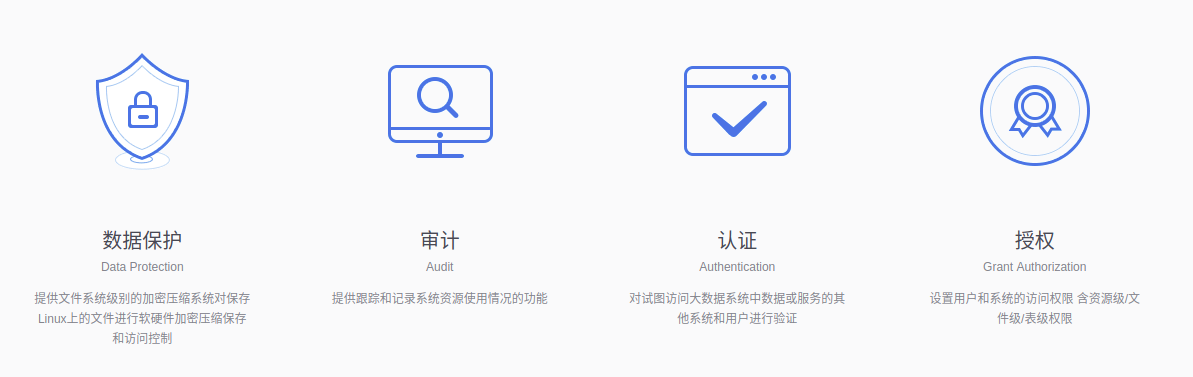 数据保护
Data Protection
提供文件系统级别的加密压缩系统对保存
Linux上的文件进行软硬件加密压缩保存
和访问控制
审计
Audit
提供跟踪和记录系统资源使用情况的功能
认证
Authentication
对试图访问大数据系统中数据或服务的其
他系统和用户进行验证
授权
Grant Authorization
设置用户和系统的访问权限 含资源级/文
件级/表级权限